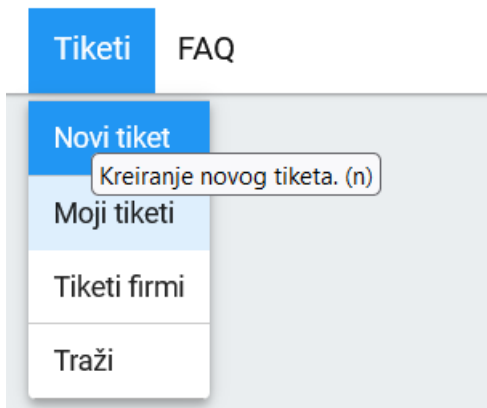 Tiketi FAQ
Novi tiket
Kreiranje novog tiketa. (n)
Moji tiketi
Tiketi firmi
Traži